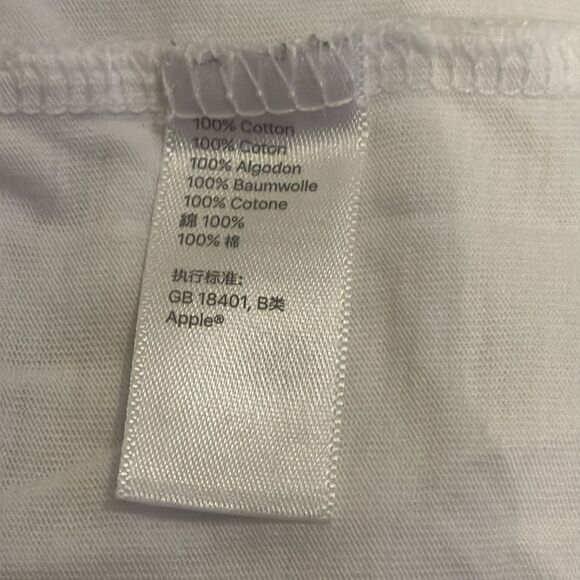 100% Cotton
100% Coton
100% Algodon
100% Baumwolle
100% Cotone
綿 100%
100% 棉
执行标准:
GB 18401, B类
Apple®